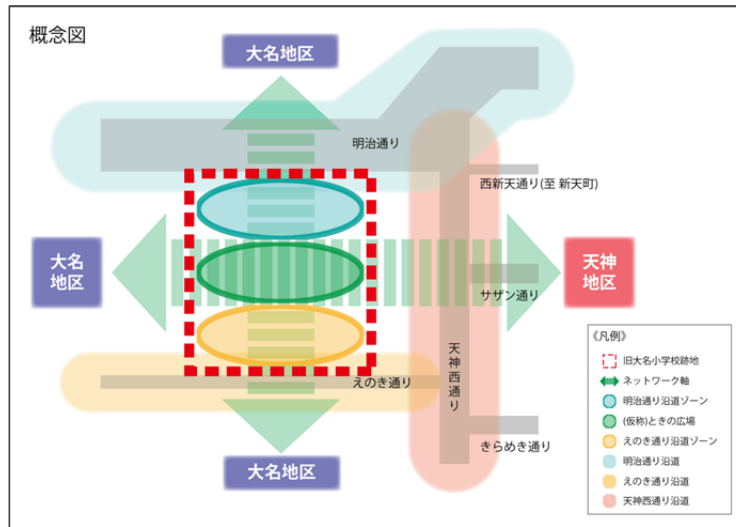 概念図
大名地区
明治通り
西新天通り(至 新天町)
大名
地区
天神
地区
サザン通り
天神西通り
えのき通り
きらめき通り
大名地区
《凡例》
旧大名小学校跡地
ネットワーク軸
明治通り沿道ゾーン
(仮称)ときの広場
えのき通り沿道ゾーン
明治通り沿道
えのき通り沿道
天神西通り沿道